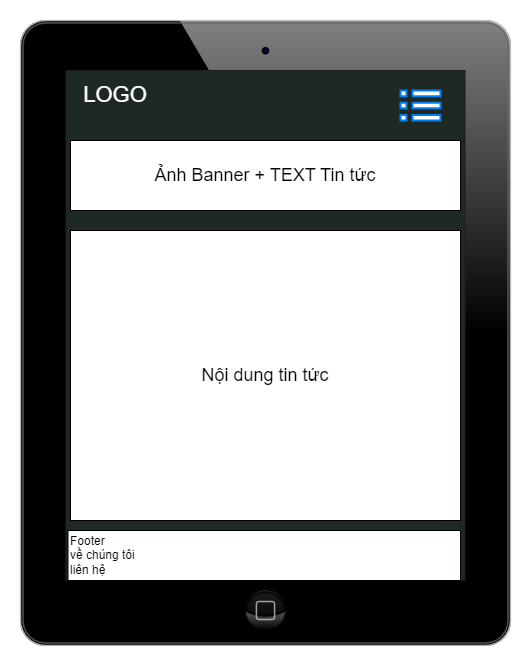 LOGO
Ảnh Banner + TEXT Tin tức
Nội dung tin tức
Footer
về chúng tôi
liên hệ